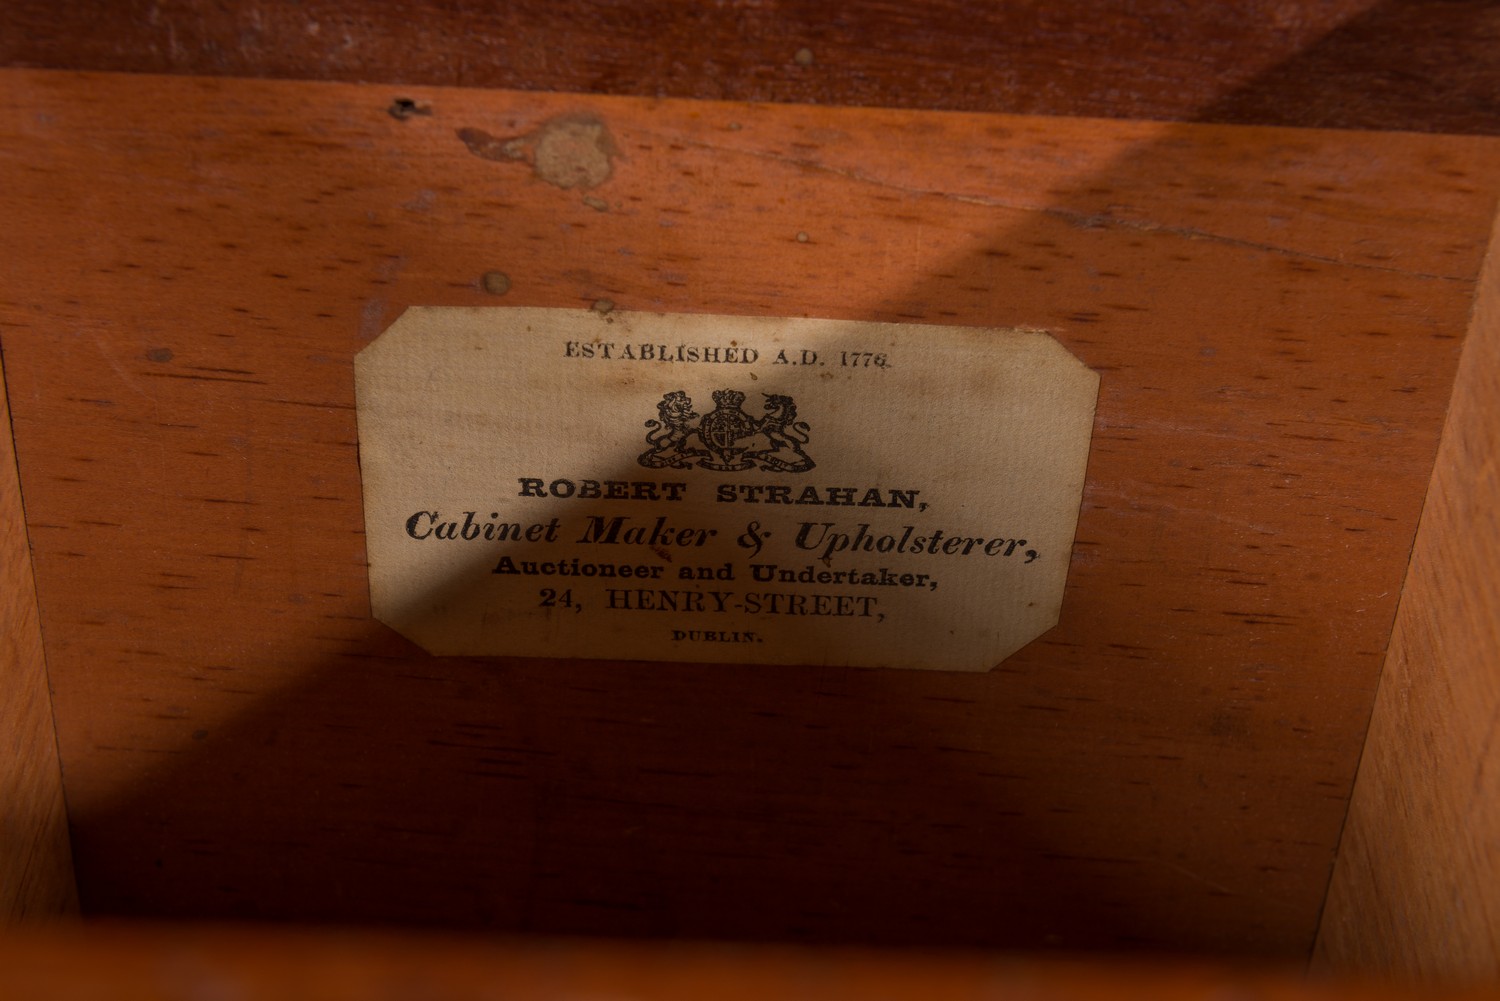 ESTABLISHED A.D. 1776.
ROBERT STRAHAN,
Cabinet Maker & Upholsterer,
Auctioneer and Undertaker,
24, HENRY-STREET,
DUBLIN.